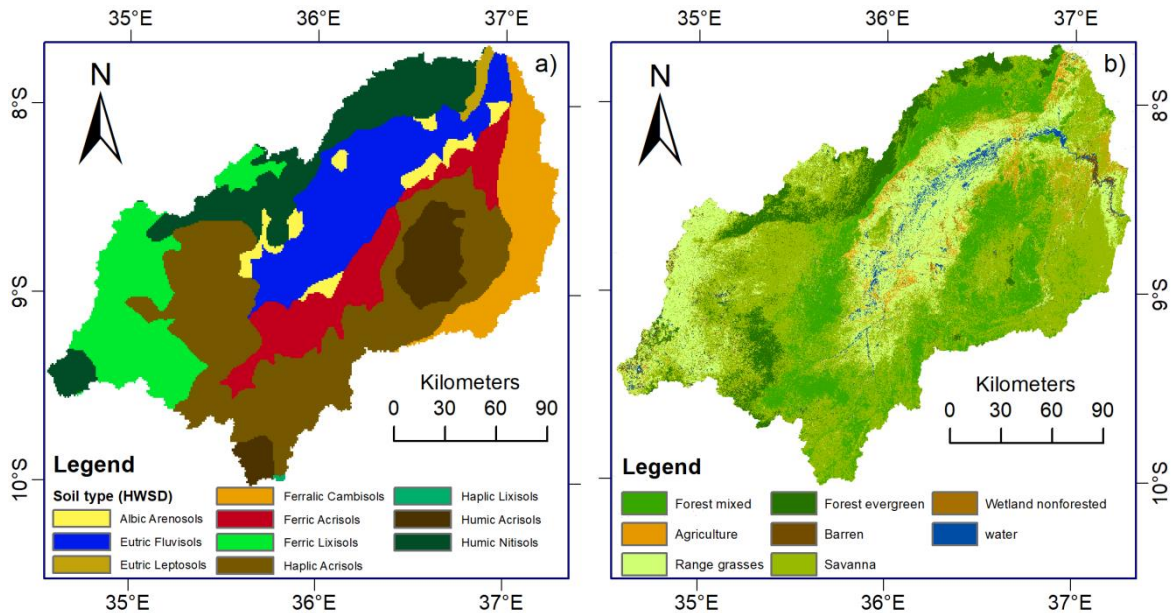 35°E 36°E 37°E
a)
N
8°S
9°S
10°S
Kilometers
0 30 60 90
Legend
Soil type (HWSD)
Albic Arenosols
Eutric Fluvisols
Eutric Leptosols
Ferralic Cambisols
Ferric Acrisols
Ferric Lixisols
Haplic Acrisols
Haplic Lixisols
Humic Acrisols
Humic Nitisols
35°E 36°E 37°E
35°E 36°E 37°E
b)
N
8°S
9°S
10°S
Kilometers
0 30 60 90
Legend
Forest mixed
Agriculture
Range grasses
Forest evergreen
Barren
Savanna
Wetland nonforested
water
35°E 36°E 37°E